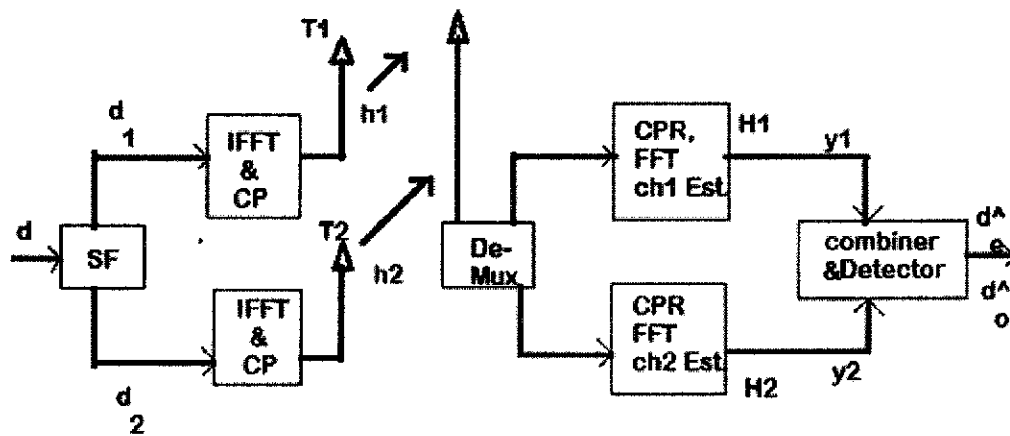 T1
h1
d
1
IFFT
&
CP
d
SF
T2
h2
IFFT
&
CP
d
2
De-
Mux
CPR,
FFT
ch1 Est.
H1
y1
CPR
FFT
ch2 Est.
H2
y2
combiner
&Detector
d^
e
d^
o